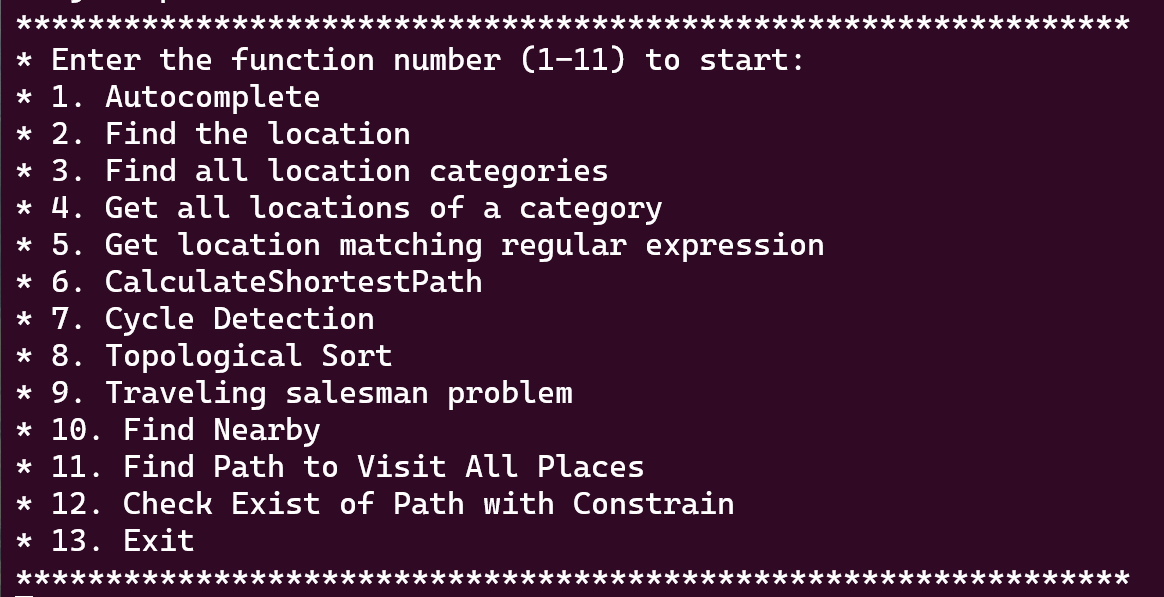 **************************************************************
* Enter the function number (1-11) to start:
* 1. Autocomplete
* 2. Find the location
* 3. Find all location categories
* 4. Get all locations of a category
* 5. Get location matching regular expression
* 6. CalculateShortestPath
* 7. Cycle Detection
* 8. Topological Sort
* 9. Traveling salesman problem
* 10. Find Nearby
* 11. Find Path to Visit All Places
* 12. Check Exist of Path with Constrain
* 13. Exit
**************************************************************